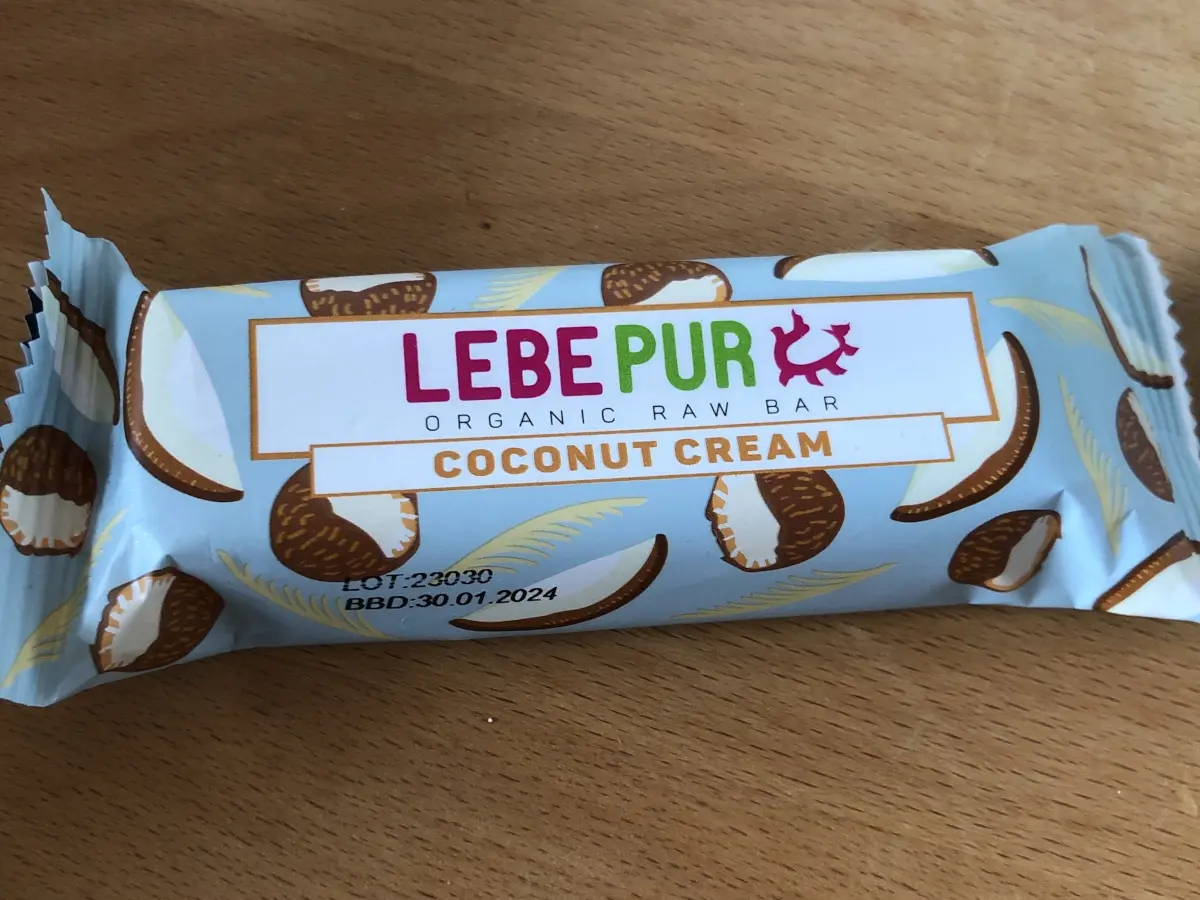 LEBE PUR
ORGANIC RAW BAR
COCONUT CREAM
LOT:23030
BBD:30.01.2024